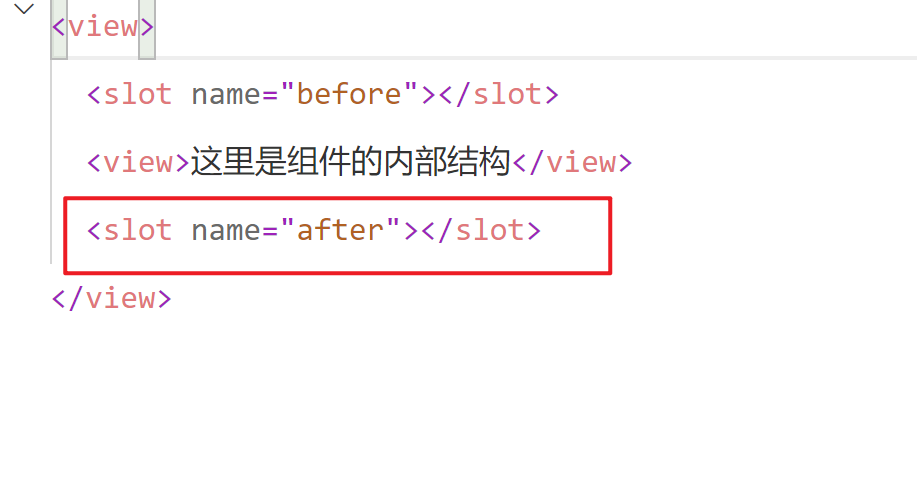 <view>
<slot name="before"></slot>
<view>这里是组件的内部结构</view>
<slot name="after"></slot>
</view>